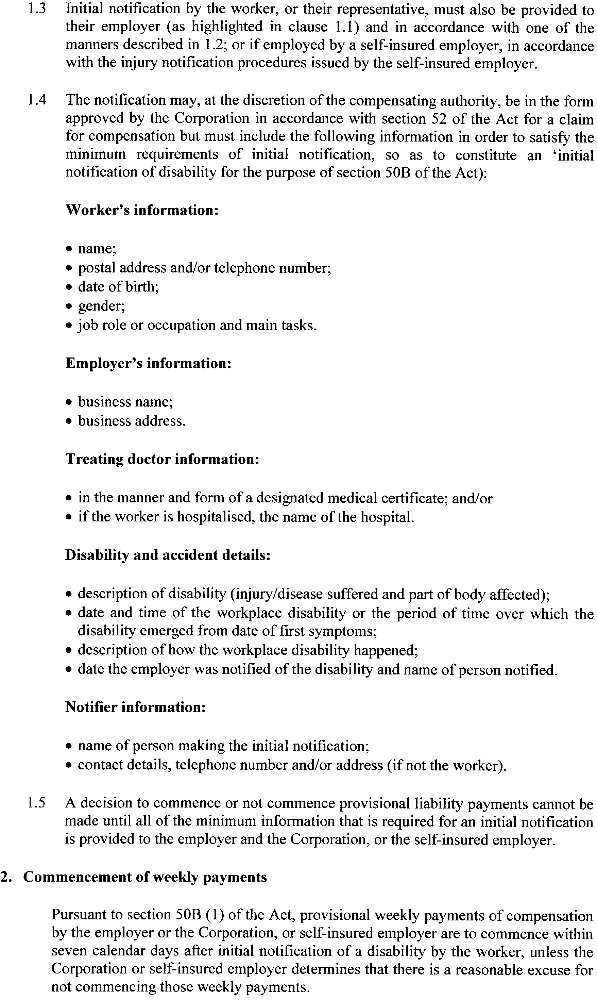 1.3 Initial notification by the worker, or their representative, must also be provided to
their employer (as highlighted in clause 1.1) and in accordance with one of the
manners described in 1.2; or if employed by a self-insured employer, in accordance
with the injury notification procedures issued by the self-insured employer.
1.4 The notification may, at the discretion of the compensating authority, be in the form
approved by the Corporation in accordance with section 52 of the Act for a claim
for compensation but must include the following information in order to satisfy the
minimum requirements of initial notification, so as to constitute an ‘initial
notification of disability for the purpose of section 50B of the Act):
Worker’s information:
• name;
• postal address and/or telephone number;
• date of birth;
• gender;
• job role or occupation and main tasks.
Employer’s information:
• business name;
• business address.
Treating doctor information:
• in the manner and form of a designated medical certificate; and/or
• if the worker is hospitalised, the name of the hospital.
Disability and accident details:
• description of disability (injury/disease suffered and part of body affected);
• date and time of the workplace disability or the period of time over which the
disability emerged from date of first symptoms;
• description of how the workplace disability happened;
• date the employer was notified of the disability and name of person notified.
Notifier information:
• name of person making the initial notification;
• contact details, telephone number and/or address (if not the worker).
1.5 A decision to commence or not commence provisional liability payments cannot be
made until all of the minimum information that is required for an initial notification
is provided to the employer and the Corporation, or the self-insured employer.
2. Commencement of weekly payments
Pursuant to section 50B (1) of the Act, provisional weekly payments of compensation
by the employer or the Corporation, or self-insured employer are to commence within
seven calendar days after initial notification of a disability by the worker, unless the
Corporation or self-insured employer determines that there is a reasonable excuse for
not commencing those weekly payments.